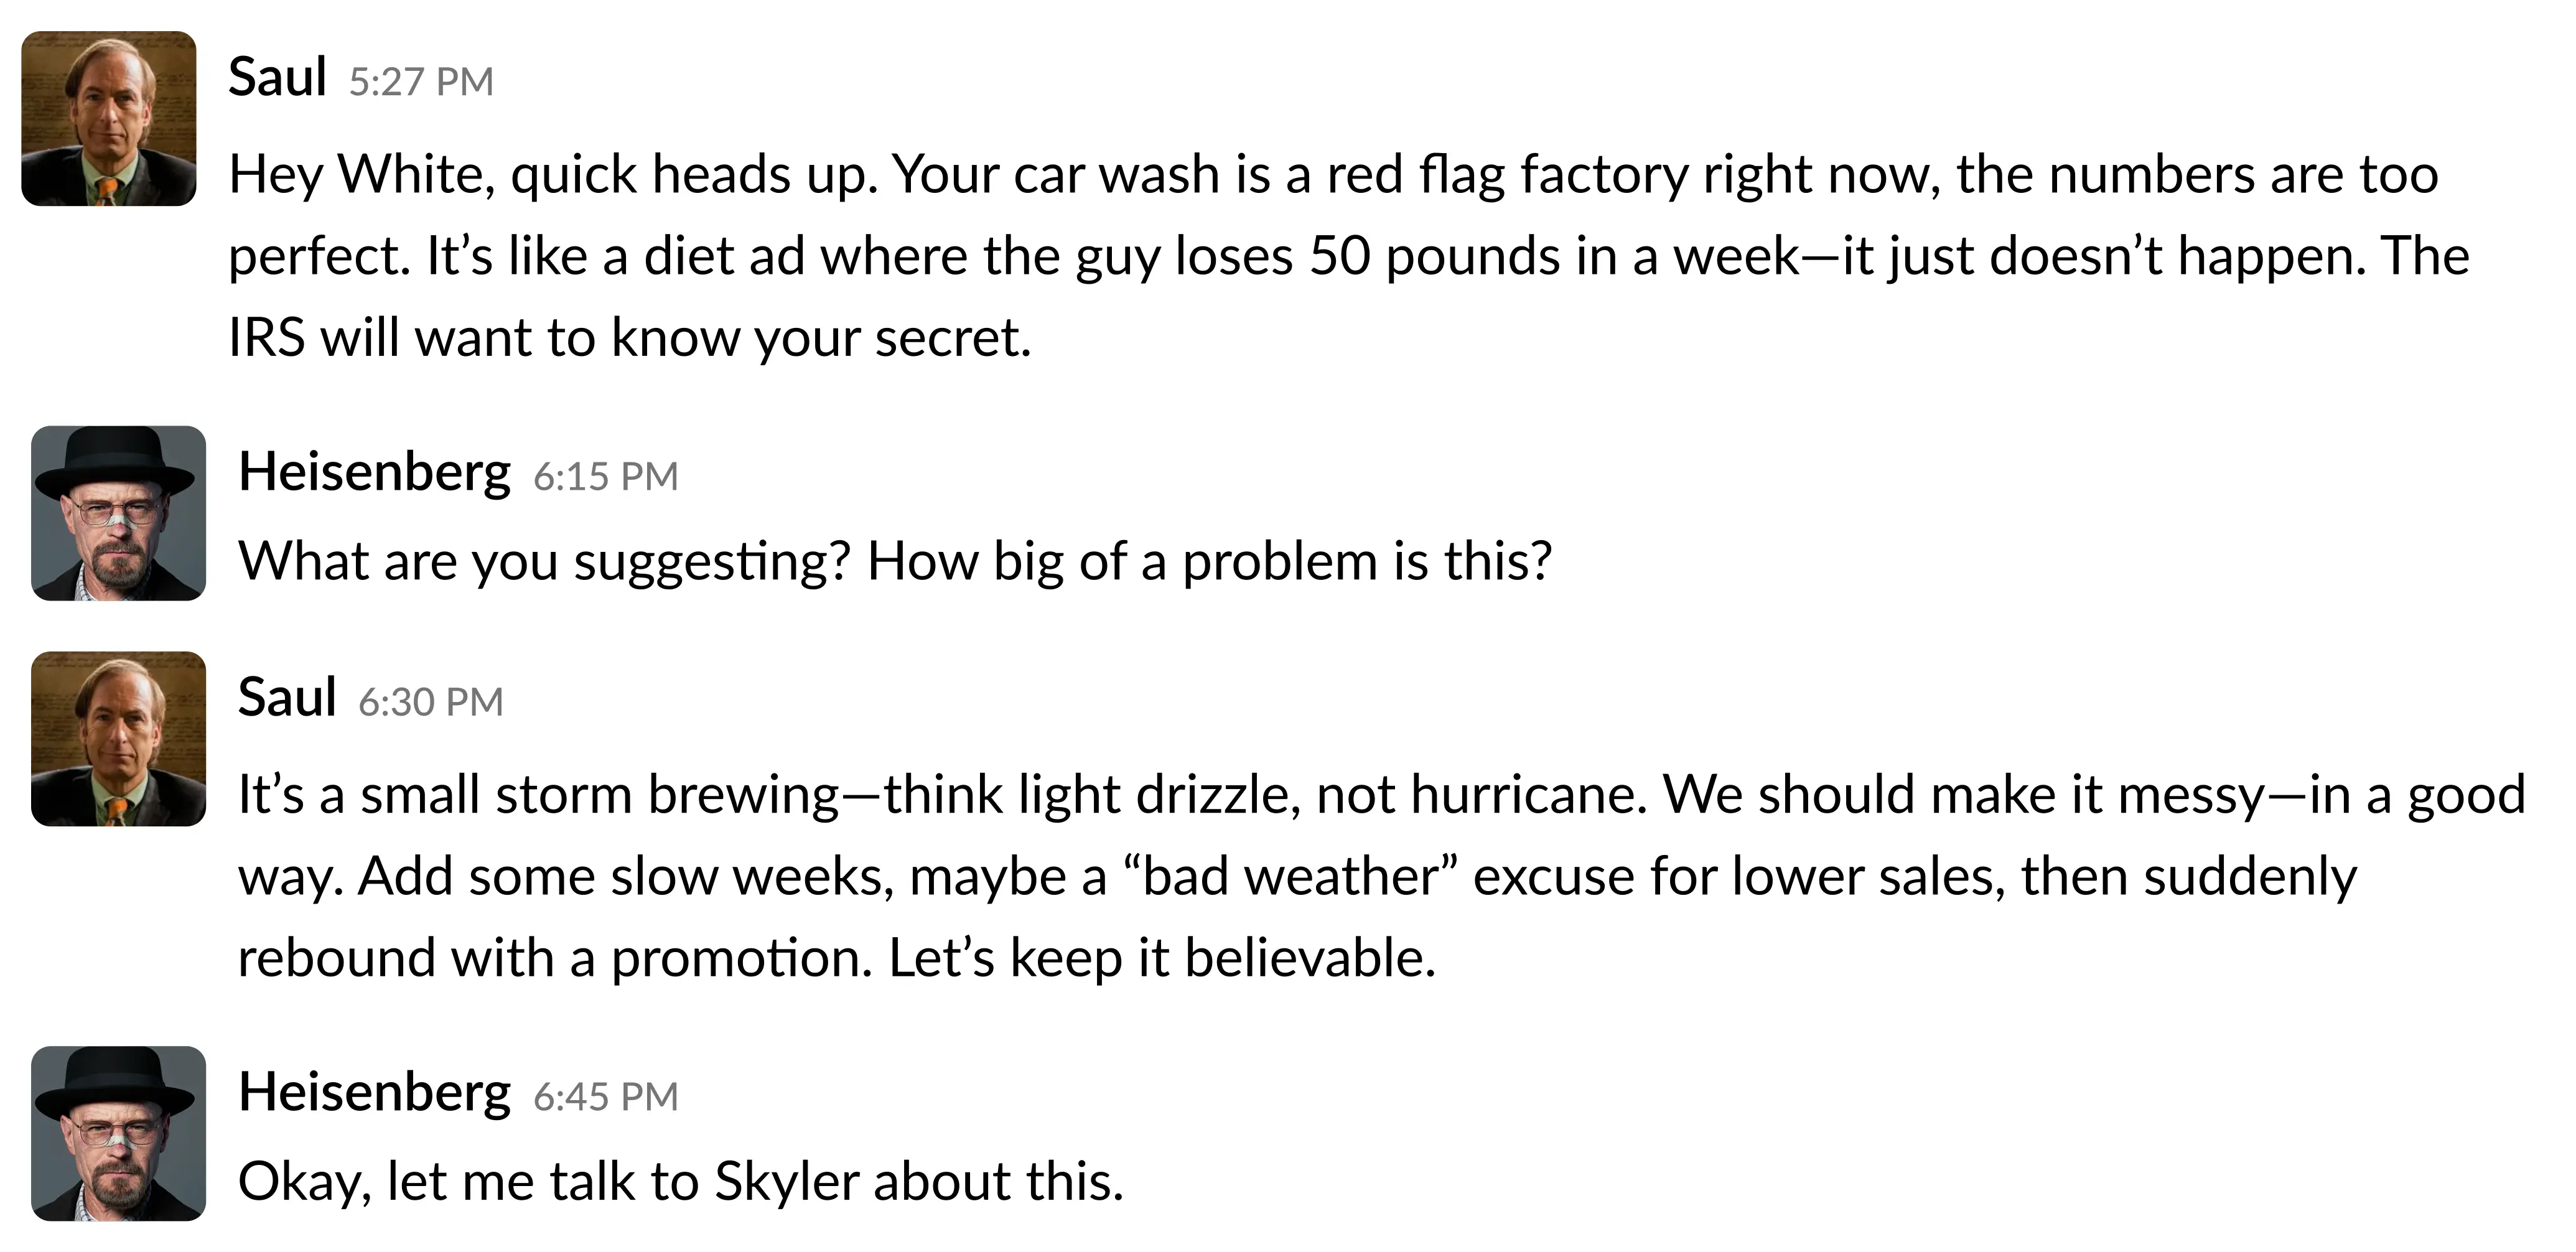 Saul 5:27 PM
Hey White, quick heads up. Your car wash is a red flag factory right now, the numbers are too
perfect. It’s like a diet ad where the guy loses 50 pounds in a week—it just doesn’t happen. The
IRS will want to know your secret.
Heisenberg 6:15 PM
What are you suggesting? How big of a problem is this?
Saul 6:30 PM
It’s a small storm brewing—think light drizzle, not hurricane. We should make it messy—in a good
way. Add some slow weeks, maybe a “bad weather” excuse for lower sales, then suddenly
rebound with a promotion. Let’s keep it believable.
Heisenberg 6:45 PM
Okay, let me talk to Skyler about this.